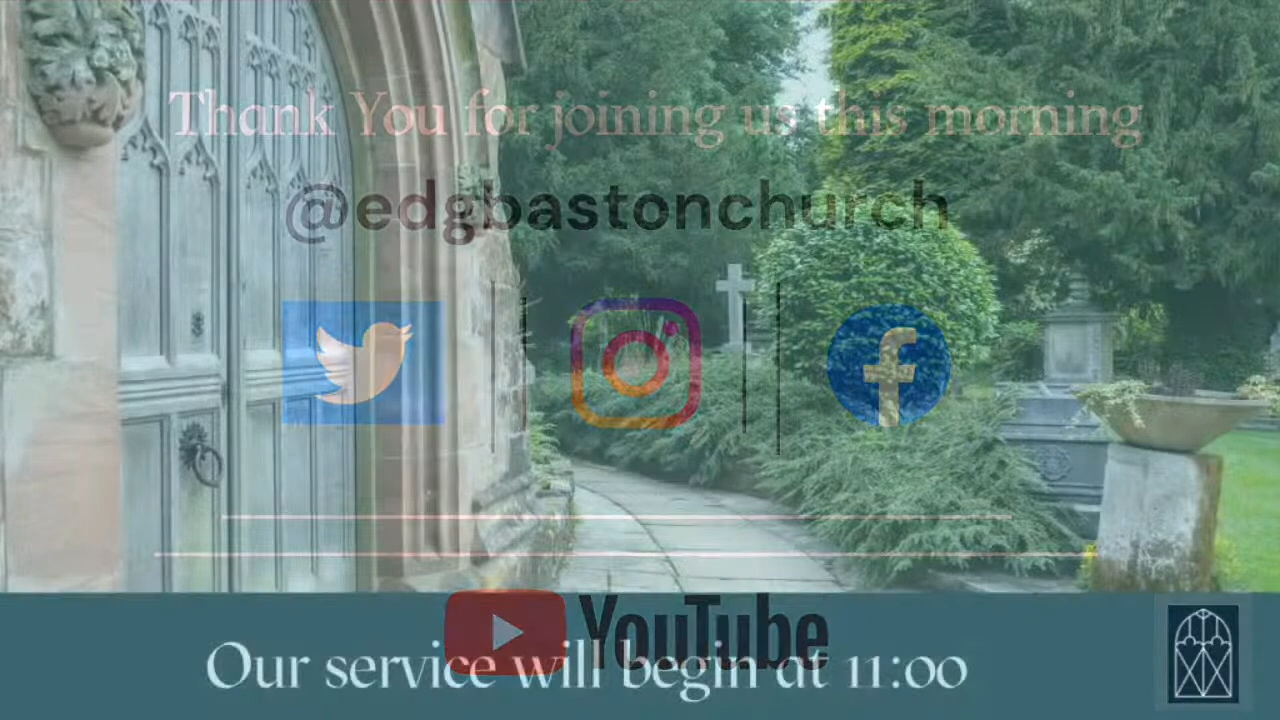 Thank You for joining us this morning
@edgbastonchurch
YouTube
Our service will begin at 11:00